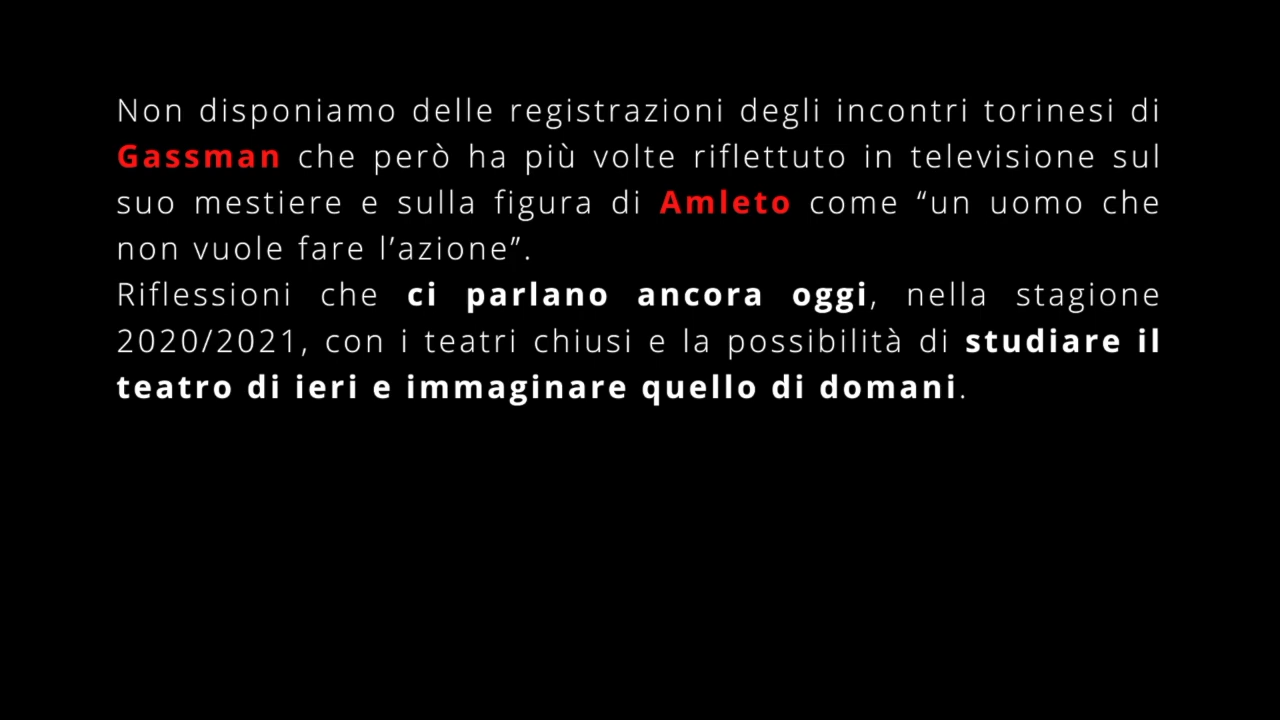 Non disponiamo delle registrazioni degli incontri torinesi di
Gassman che però ha più volte riflettuto in televisione sul
suo mestiere e sulla figura di Amleto come “un uomo che
non vuole fare l’azione”.
Riflessioni che ci parlano ancora oggi, nella stagione
2020/2021, con i teatri chiusi e la possibilità di studiare il
teatro di ieri e immaginare quello di domani.